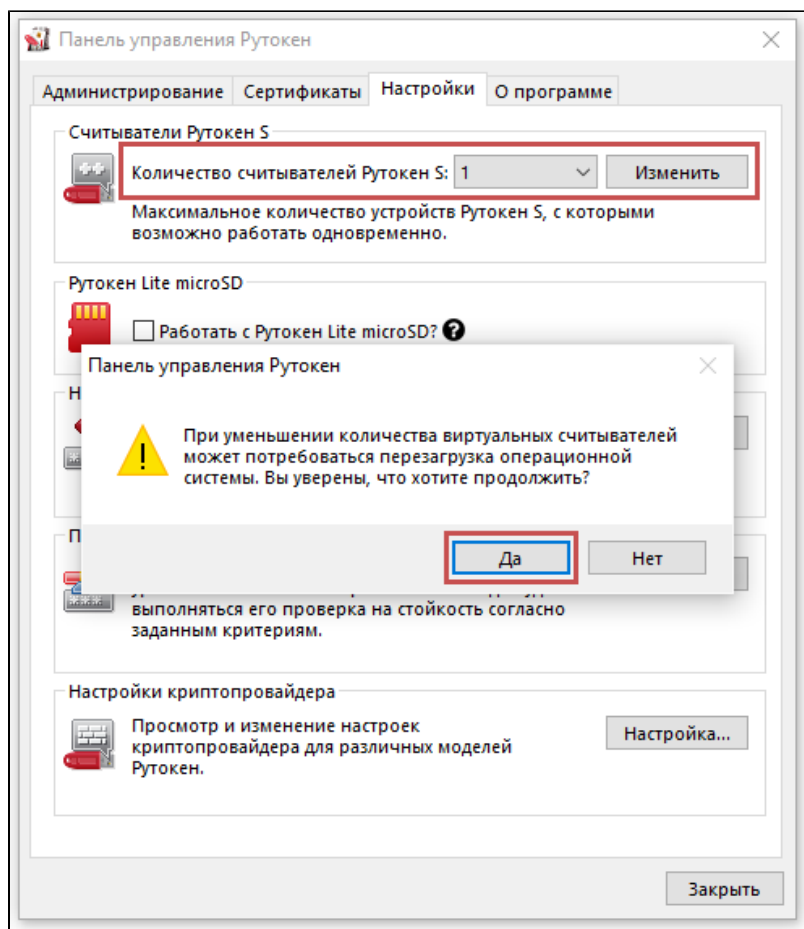 Панель управления Рутокен
Администрирование Сертификаты Настройки О программе
Считыватели Рутокен S
Количество считывателей Рутокен S: 1 Изменить
Максимальное количество устройств Рутокен S, с которыми
возможно работать одновременно.
Рутокен Lite microSD
Работать с Рутокен Lite microSD? ?
Панель управления Рутокен
Н
При уменьшении количества виртуальных считывателей
может потребоваться перезагрузка операционной
системы. Вы уверены, что хотите продолжить?
П
Да Нет
выполняться его проверка на стойкость согласно
заданным критериям.
Настройки криптопровайдера
Просмотр и изменение настроек
криптопровайдера для различных моделей
Рутокен.
Настройка...
Закрыть